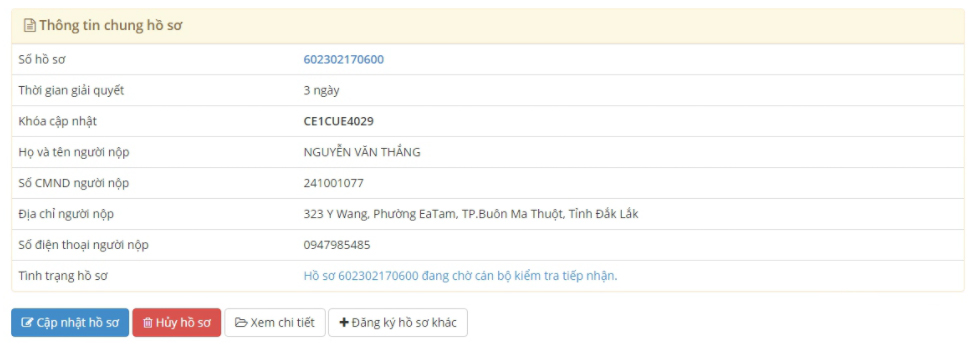 Thông tin chung hồ sơ
Số hồ sơ 602302170600
Thời gian giải quyết 3 ngày
Khóa cập nhật CE1CUE4029
Họ và tên người nộp NGUYỄN VĂN THẮNG
Số CMND người nộp 241001077
Địa chỉ người nộp 323 Y Wang, Phường EaTam, TP.Buôn Ma Thuột, Tỉnh Đắk Lắk
Số điện thoại người nộp 0947985485
Tình trạng hồ sơ Hồ sơ 602302170600 đang chờ cán bộ kiểm tra tiếp nhận.
Cập nhật hồ sơ Hủy hồ sơ Xem chi tiết Đăng ký hồ sơ khác